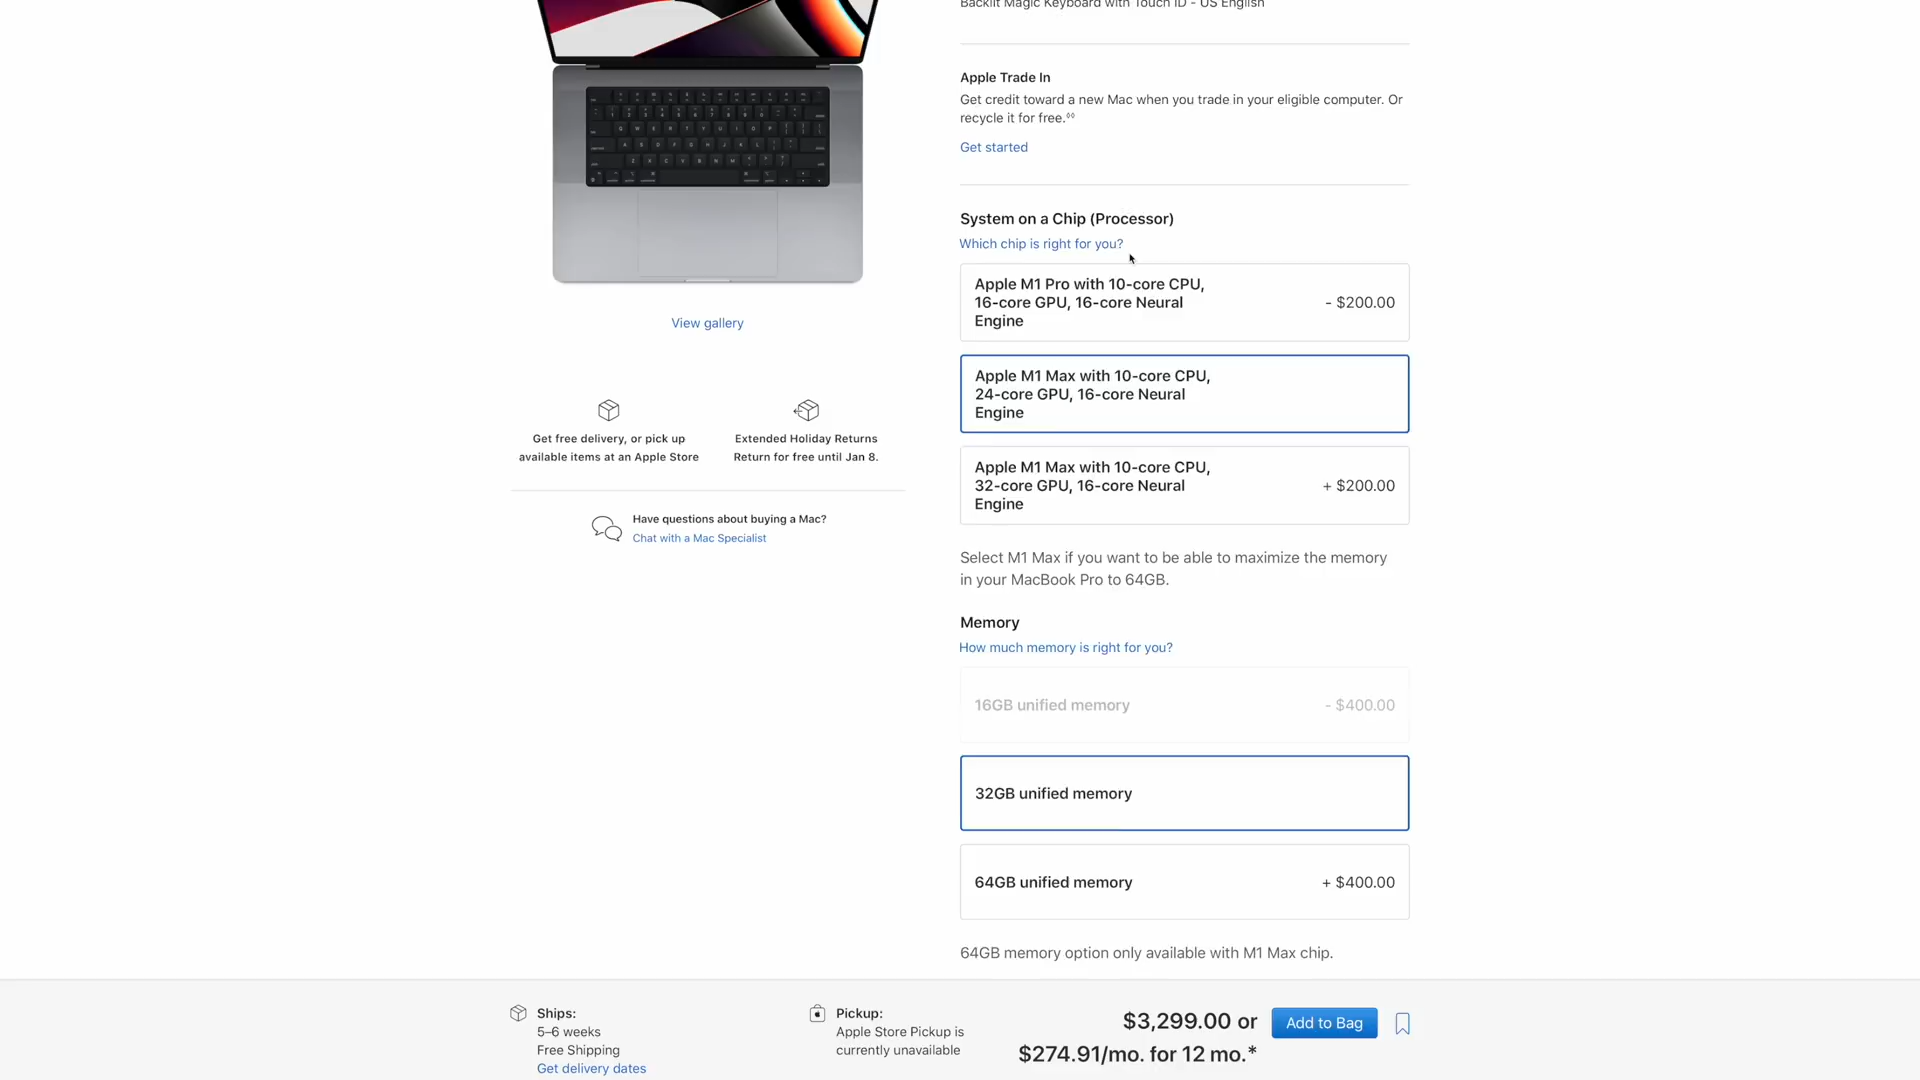 Backlit Magic Keyboard with Touch ID - US English
Apple Trade In
Get credit toward a new Mac when you trade in your eligible computer. Or
recycle it for free.◊◊
Get started
System on a Chip (Processor)
Which chip is right for you?
Apple M1 Pro with 10-core CPU,
16-core GPU, 16-core Neural
Engine
- $200.00
View gallery
Apple M1 Max with 10-core CPU,
24-core GPU, 16-core Neural
Engine
Get free delivery, or pick up
available items at an Apple Store
Extended Holiday Returns
Return for free until Jan 8.
Apple M1 Max with 10-core CPU,
32-core GPU, 16-core Neural
Engine
+ $200.00
Have questions about buying a Mac?
Chat with a Mac Specialist
Select M1 Max if you want to be able to maximize the memory
in your MacBook Pro to 64GB.
Memory
How much memory is right for you?
16GB unified memory
- $400.00
32GB unified memory
64GB unified memory
+ $400.00
64GB memory option only available with M1 Max chip.
Ships:
5–6 weeks
Free Shipping
Get delivery dates
Pickup:
Apple Store Pickup is
currently unavailable
$3,299.00 or
$274.91/mo. for 12 mo.*
Add to Bag